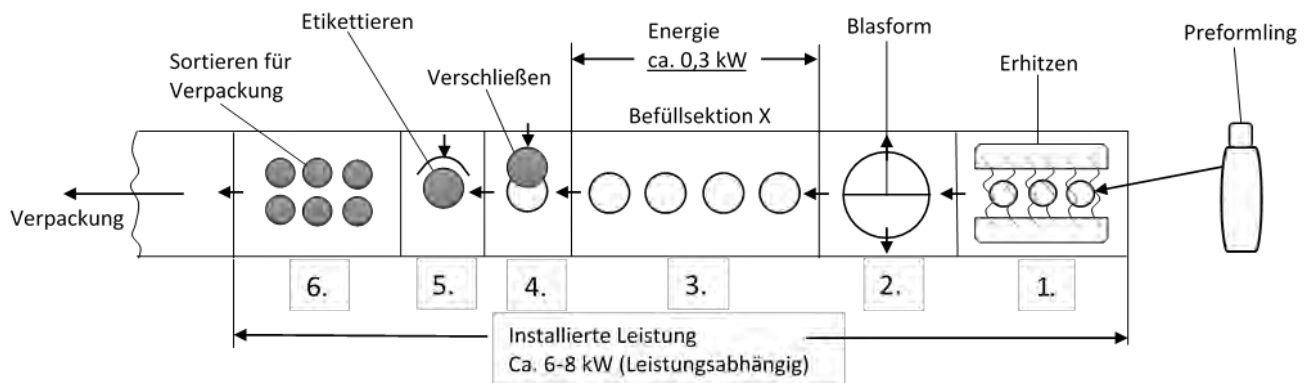 Etikettieren
Sortieren für
Verpackung
Verschließen
Energie
ca. 0,3 kW
Blasform
Preformling
Erhitzen
Befüllsektion X
Verpackung
6.
5.
4.
3.
2.
1.
Installierte Leistung
Ca. 6-8 kW (Leistungsabhängig)